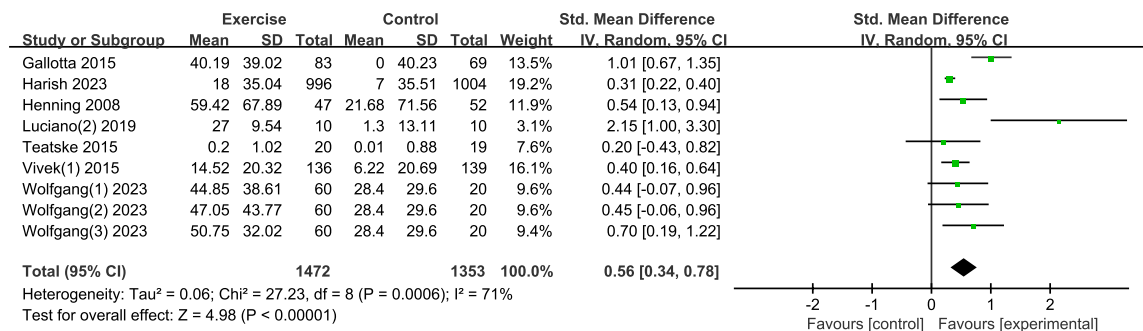 Exercise Control Std. Mean Difference Std. Mean Difference
Study or Subgroup Mean SD Total Mean SD Total Weight IV, Random, 95% CI IV, Random, 95% CI
Gallotta 2015 40.19 39.02 83 0 40.23 69 13.5% 1.01 [0.67, 1.35]
Harish 2023 18 35.04 996 7 35.51 1004 19.2% 0.31 [0.22, 0.40]
Henning 2008 59.42 67.89 47 21.68 71.56 52 11.9% 0.54 [0.13, 0.94]
Luciano(2) 2019 27 9.54 10 1.3 13.11 10 3.1% 2.15 [1.00, 3.30]
Teatske 2015 0.2 1.02 20 0.01 0.88 19 7.6% 0.20 [-0.43, 0.82]
Vivek(1) 2015 14.52 20.32 136 6.22 20.69 139 16.1% 0.40 [0.16, 0.64]
Wolfgang(1) 2023 44.85 38.61 60 28.4 29.6 20 9.6% 0.44 [-0.07, 0.96]
Wolfgang(2) 2023 47.05 43.77 60 28.4 29.6 20 9.6% 0.45 [-0.06, 0.96]
Wolfgang(3) 2023 50.75 32.02 60 28.4 29.6 20 9.4% 0.70 [0.19, 1.22]
Total (95% CI) 1472 1353 100.0% 0.56 [0.34, 0.78]
Heterogeneity: Tau² = 0.06; Chi² = 27.23, df = 8 (P = 0.0006); I² = 71%
Test for overall effect: Z = 4.98 (P < 0.00001)
-2 -1 0 1 2
Favours [control] Favours [experimental]